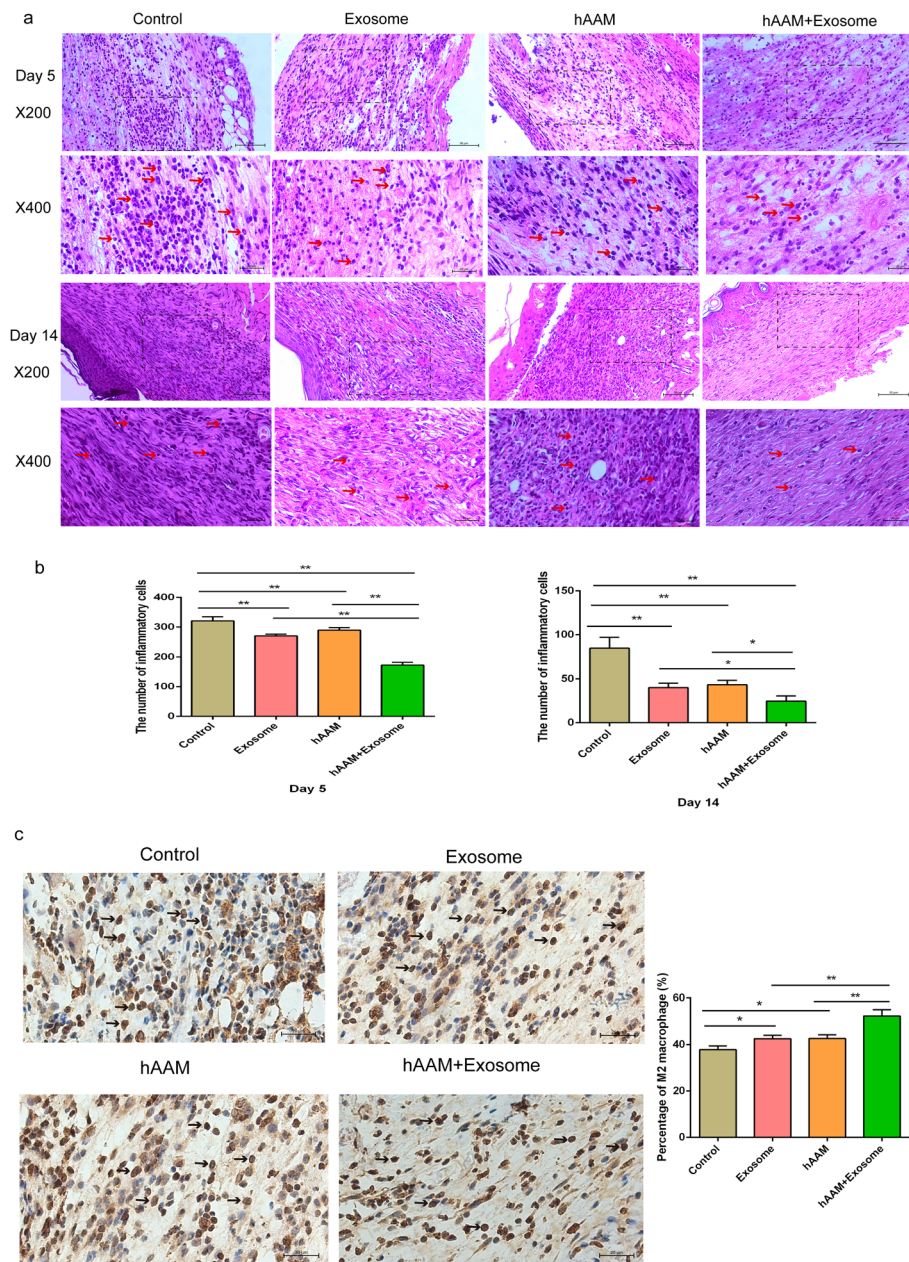 a
Control Exosome hAAM hAAM+Exosome
Day 5
X200
X400
Day 14
X200
X400
b
The number of inflammatory cells
400
300
200
100
0
** ** ** ** **
Control Exosome hAAM hAAM+Exosome
Day 5
The number of inflammatory cells
150
100
50
0
** ** ** * *
Control Exosome hAAM hAAM+Exosome
Day 14
c
Control Exosome
hAAM hAAM+Exosome
Percentage of M2 macrophage (%)
60
40
20
0
** ** * *
Control Exosome hAAM hAAM+Exosome